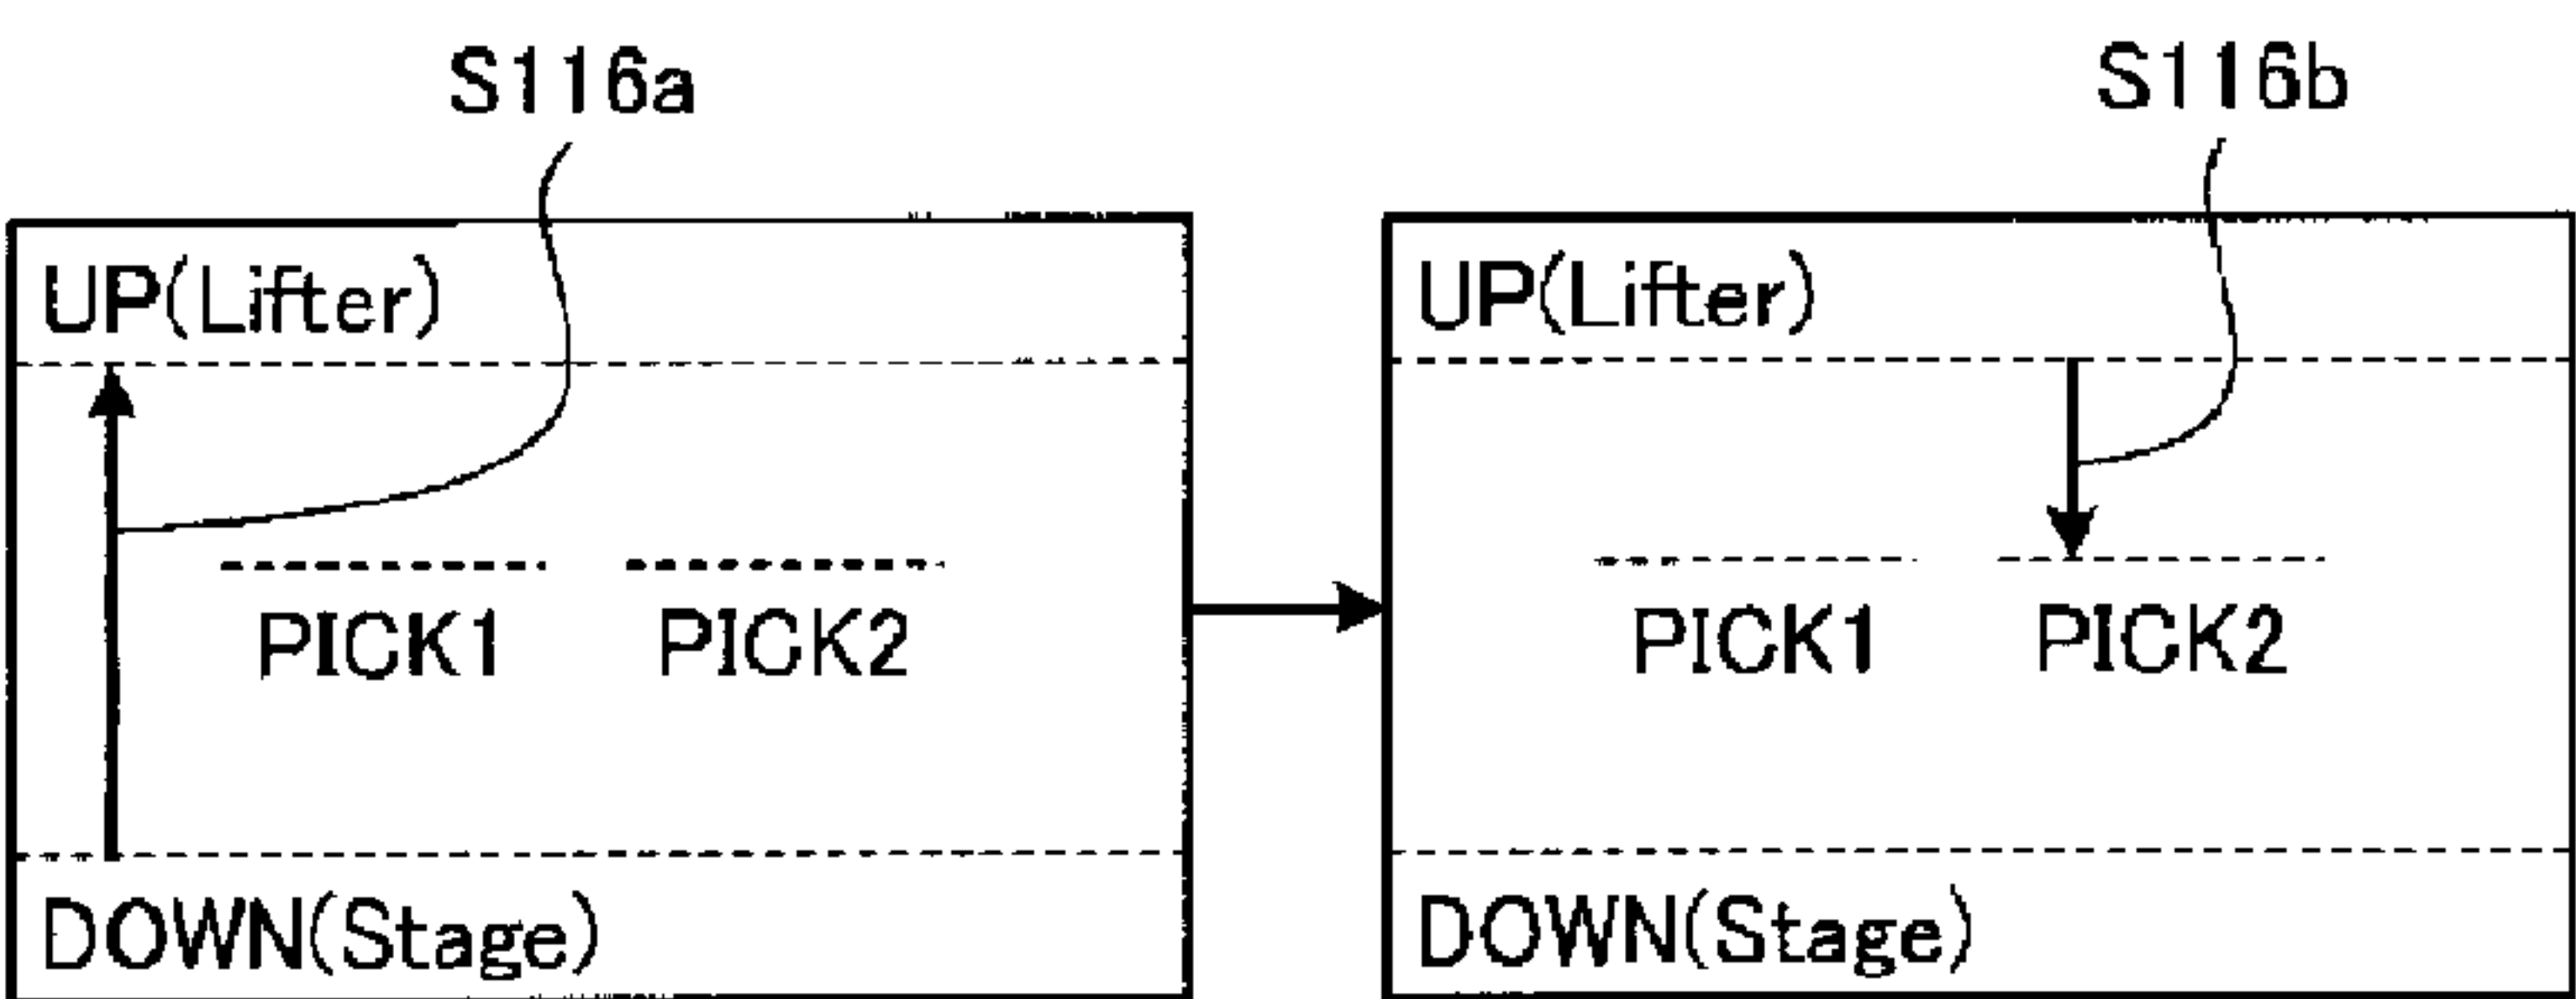 S116a
S116b
UP(Lifter)
PICK1
PICK2
DOWN(Stage)
UP(Lifter)
PICK1
PICK2
DOWN(Stage)